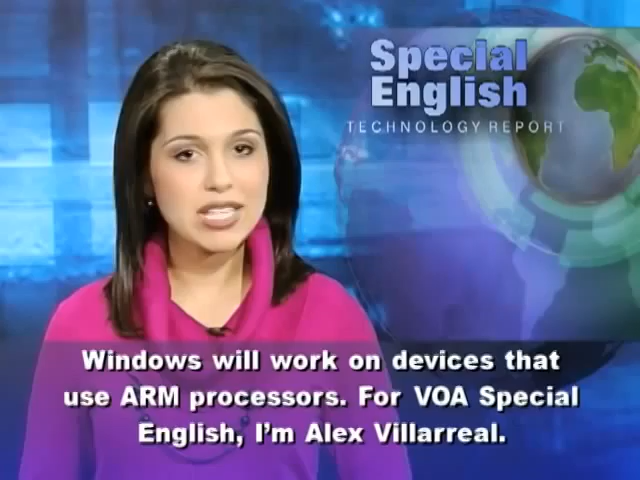 Special
English
TECHNOLOGY REPORT
Windows will work on devices that
use ARM processors. For VOA Special
English, I'm Alex Villarreal.